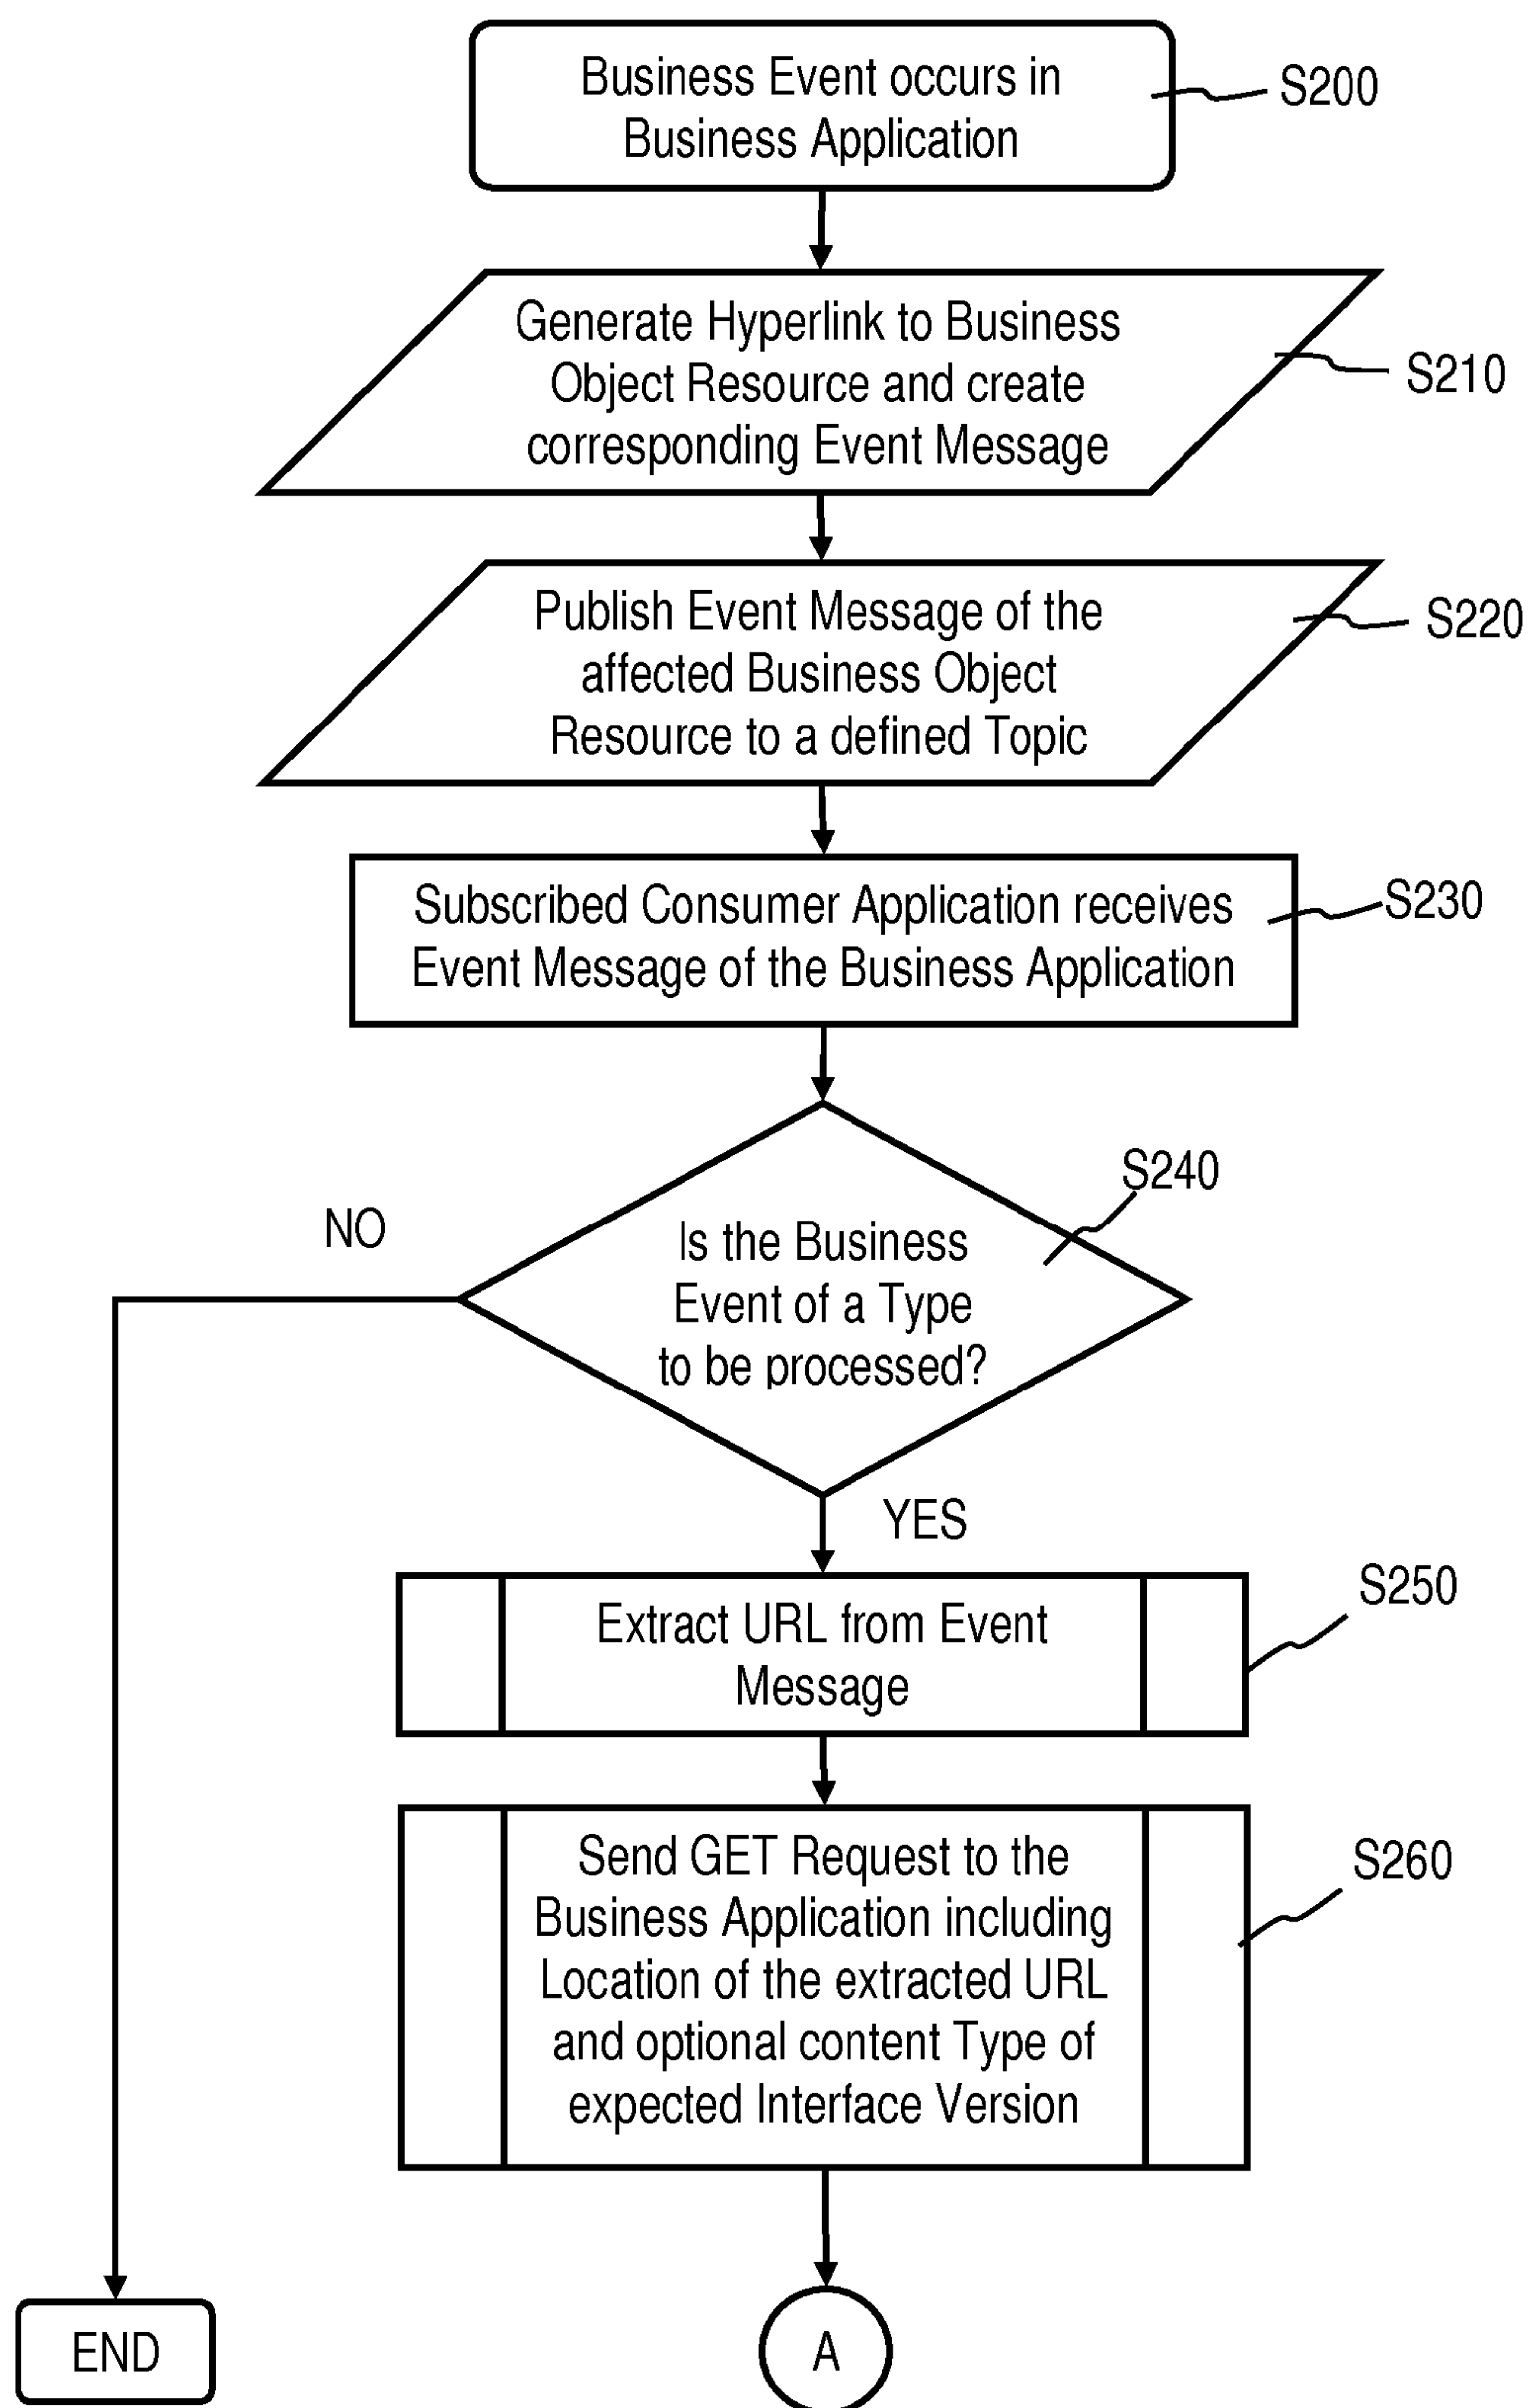 Business Event occurs in
Business Application
S200
Generate Hyperlink to Business
Object Resource and create
corresponding Event Message
S210
Publish Event Message of the
affected Business Object
Resource to a defined Topic
S220
Subscribed Consumer Application receives
Event Message of the Business Application
S230
S240
NO
Is the Business
Event of a Type
to be processed?
YES
Extract URL from Event
Message
S250
Send GET Request to the
Business Application including
Location of the extracted URL
and optional content Type of
expected Interface Version
S260
END
A